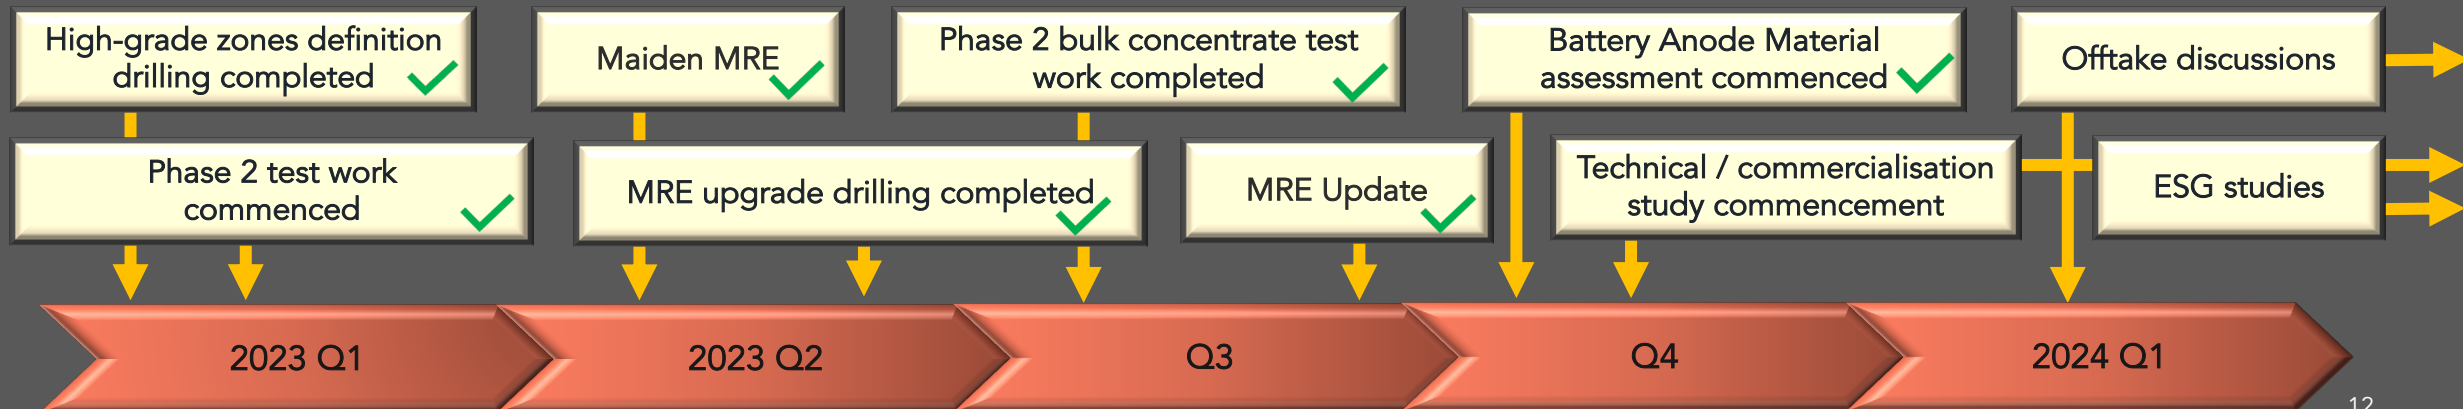 High-grade zones definition
drilling completed
Maiden MRE
Phase 2 bulk concentrate test
work completed
Battery Anode Material
assessment commenced
Offtake discussions
Phase 2 test work
commenced
MRE upgrade drilling completed
MRE Update
Technical / commercialisation
study commencement
ESG studies
2023 Q1
2023 Q2
Q3
Q4
2024 Q1
12